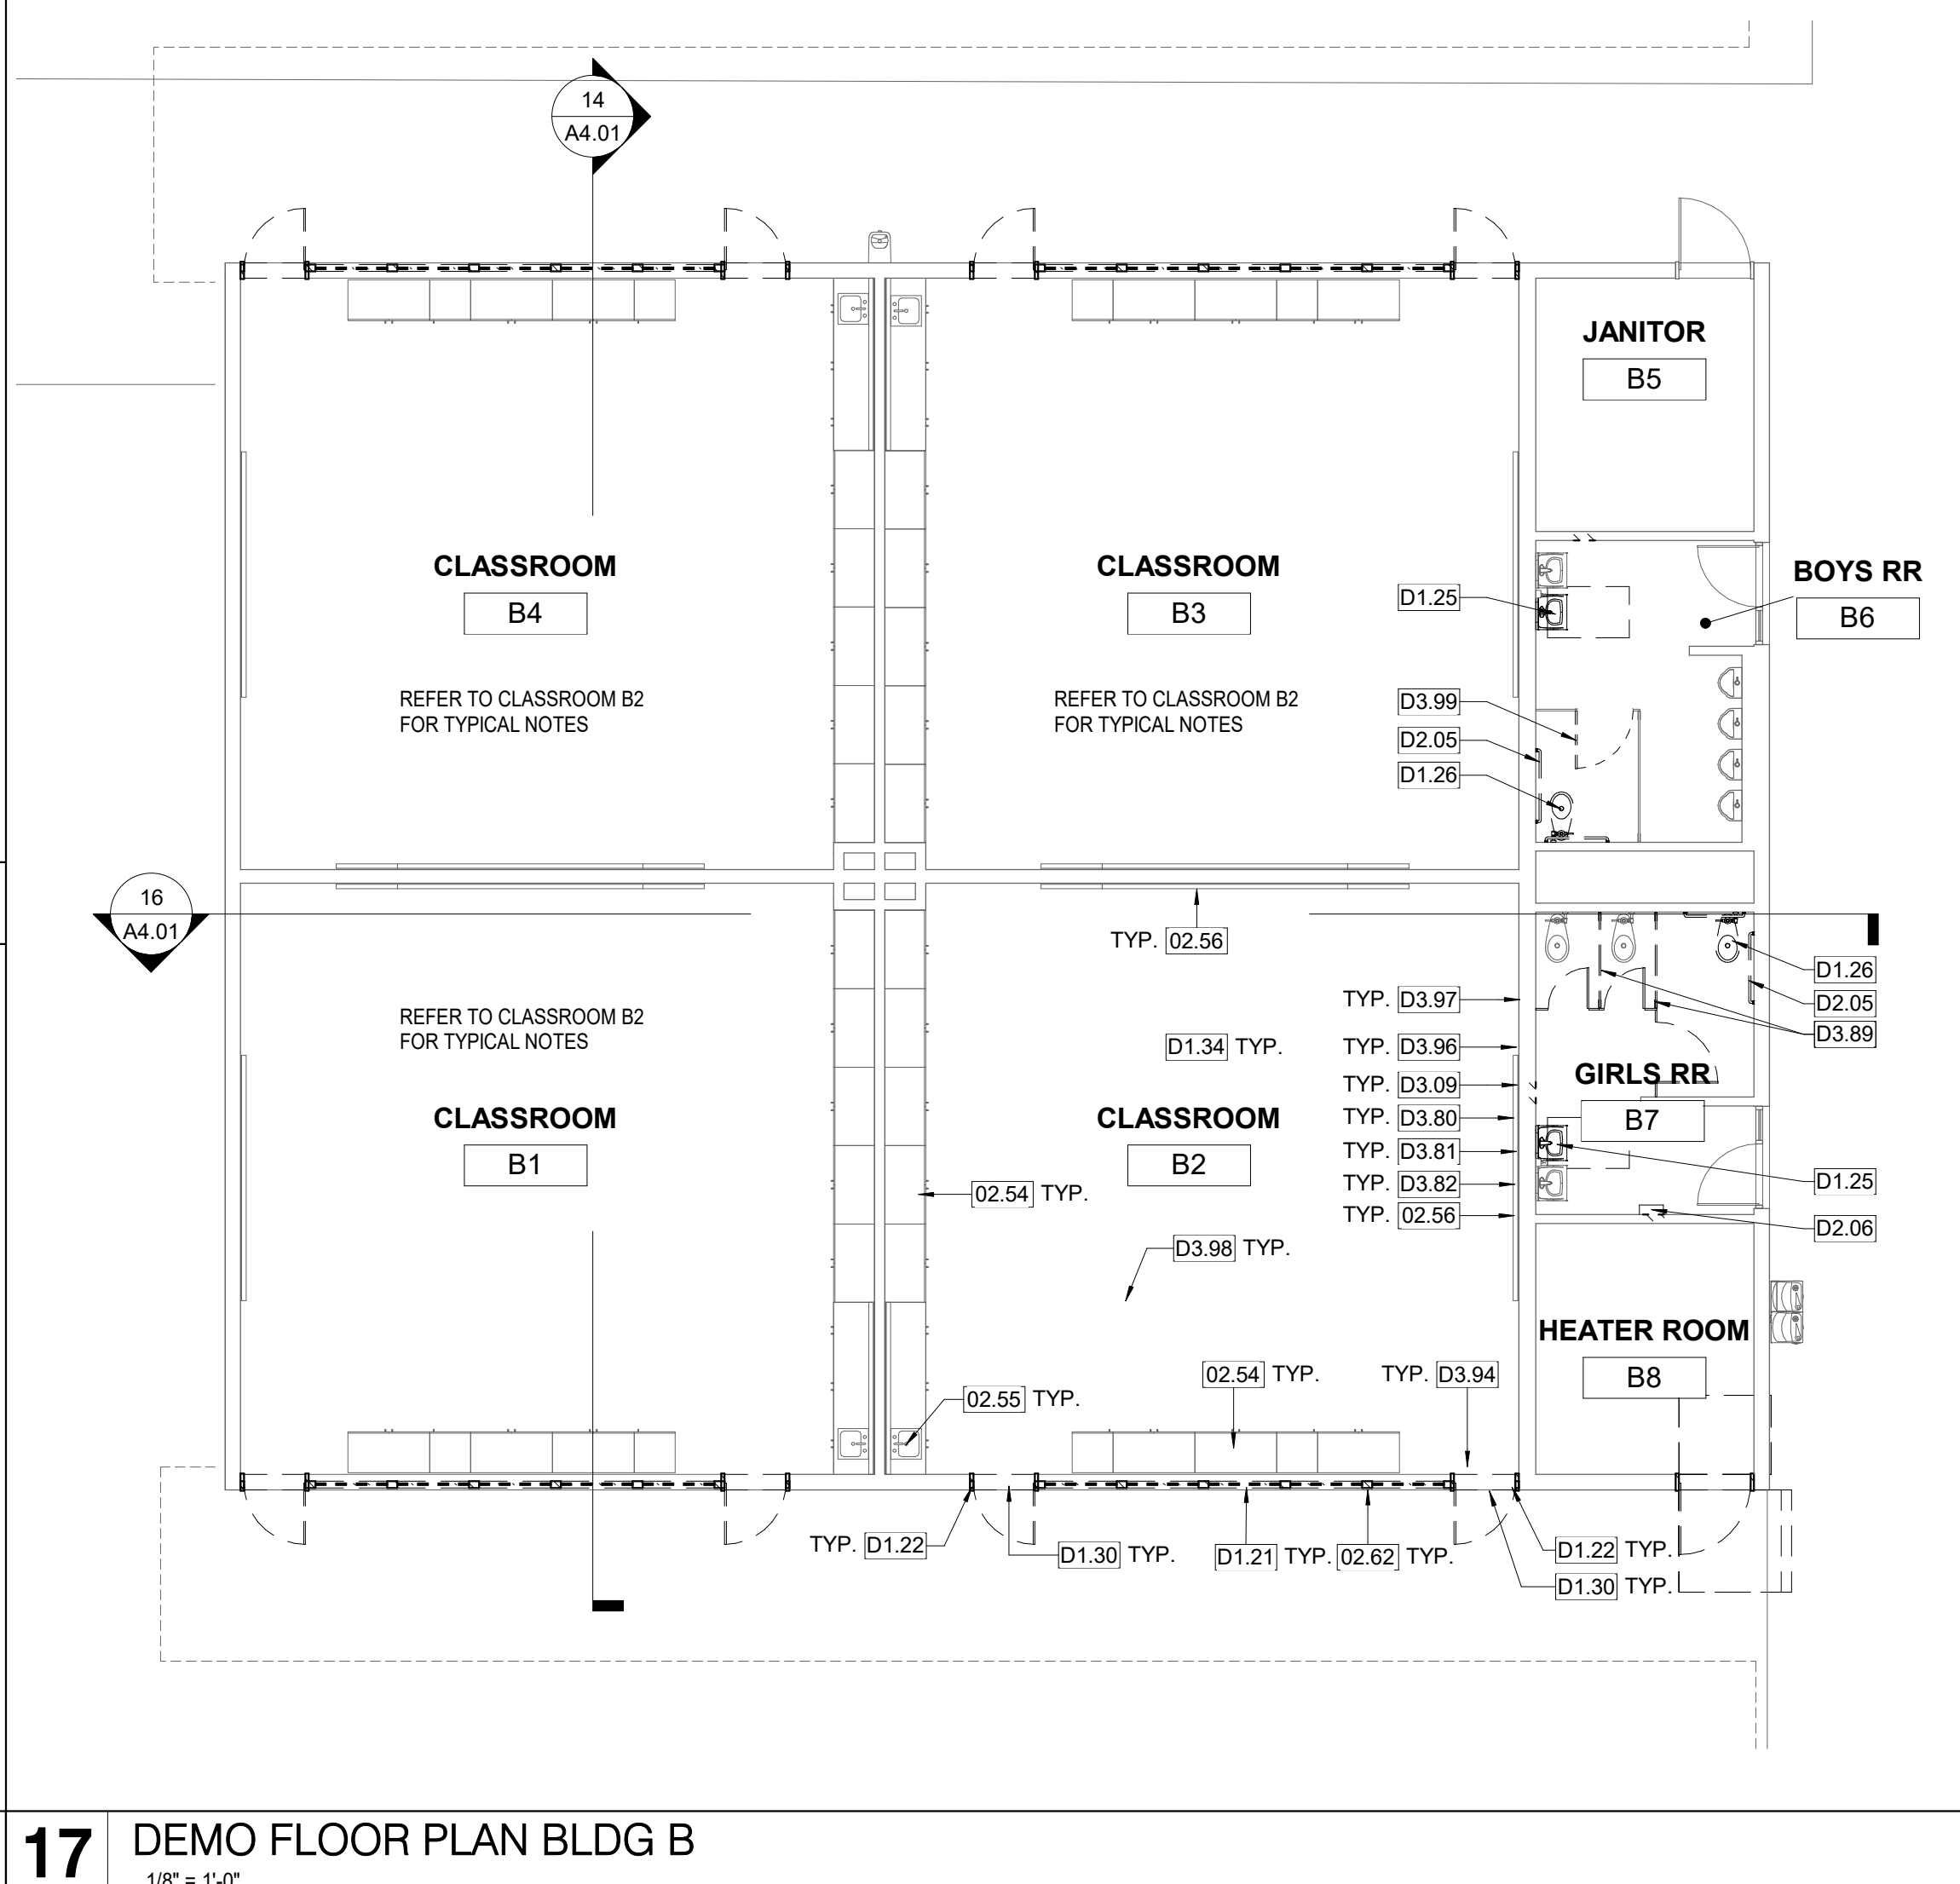 14
A4.01
JANITOR
B5
CLASSROOM
B4
CLASSROOM
B3
BOYS RR
B6
D1.25
REFER TO CLASSROOM B2
FOR TYPICAL NOTES
REFER TO CLASSROOM B2
FOR TYPICAL NOTES
D3.99
D2.05
D1.26
16
A4.01
TYP. 02.56
D1.26
D2.05
D3.89
TYP. D3.97
REFER TO CLASSROOM B2
FOR TYPICAL NOTES
D1.34 TYP.
TYP. D3.96
TYP. D3.09
TYP. D3.80
TYP. D3.81
TYP. D3.82
TYP. 02.56
GIRLS RR
B7
CLASSROOM
B1
CLASSROOM
B2
02.54 TYP.
D1.25
D2.06
D3.98 TYP.
HEATER ROOM
B8
02.54 TYP.
TYP. D3.94
02.55 TYP.
TYP. D1.22
D1.30 TYP.
D1.21 TYP.
02.62 TYP.
D1.22 TYP.
D1.30 TYP.
17
DEMO FLOOR PLAN BLDG B
1/8" = 1'-0"